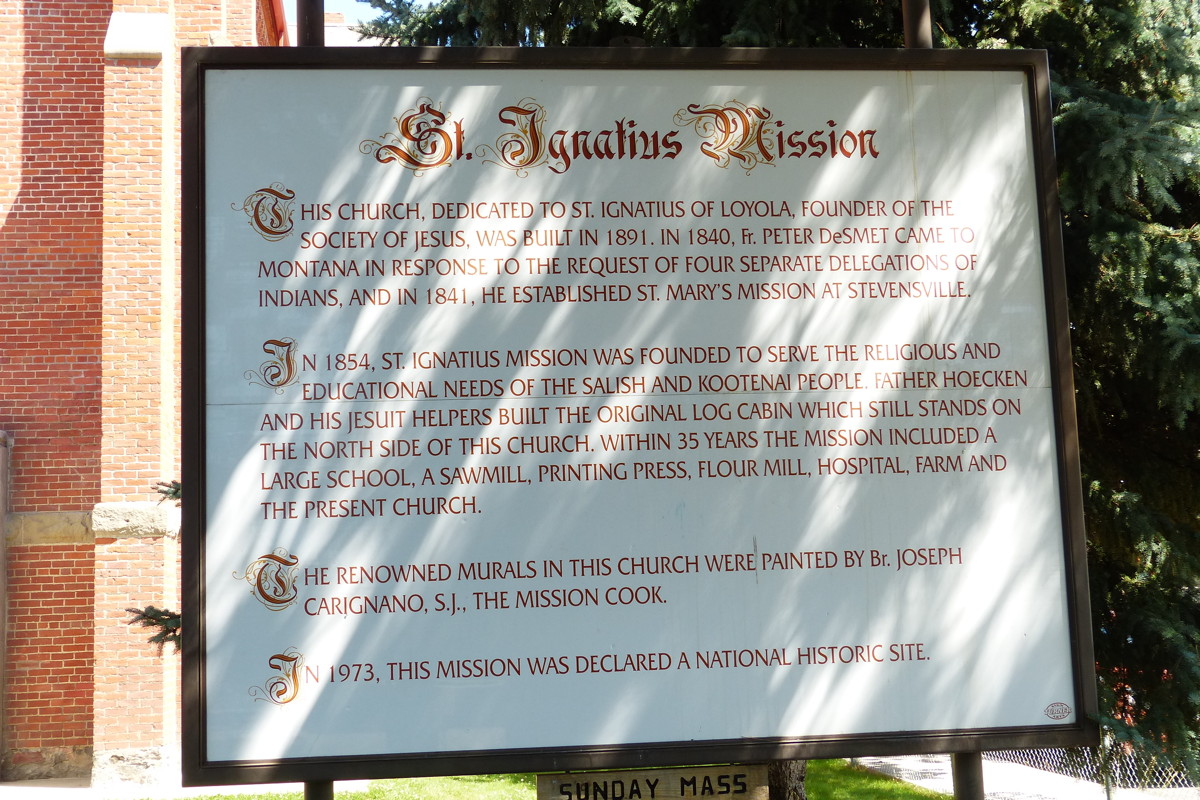 St. Ignatius Mission
THIS CHURCH, DEDICATED TO ST. IGNATIUS OF LOYOLA, FOUNDER OF THE
SOCIETY OF JESUS, WAS BUILT IN 1891. IN 1840, Fr. PETER DeSMET CAME TO
MONTANA IN RESPONSE TO THE REQUEST OF FOUR SEPARATE DELEGATIONS OF
INDIANS, AND IN 1841, HE ESTABLISHED ST. MARY'S MISSION AT STEVENSVILLE.
IN 1854, ST. IGNATIUS MISSION WAS FOUNDED TO SERVE THE RELIGIOUS AND
EDUCATIONAL NEEDS OF THE SALISH AND KOOTENAI PEOPLE. FATHER HOECKEN
AND HIS JESUIT HELPERS BUILT THE ORIGINAL LOG CABIN WHICH STILL STANDS ON
THE NORTH SIDE OF THIS CHURCH. WITHIN 35 YEARS THE MISSION INCLUDED A
LARGE SCHOOL, A SAWMILL, PRINTING PRESS, FLOUR MILL, HOSPITAL, FARM AND
THE PRESENT CHURCH.
THE RENOWNED MURALS IN THIS CHURCH WERE PAINTED BY Br. JOSEPH
CARIGNANO, S.J., THE MISSION COOK.
IN 1973, THIS MISSION WAS DECLARED A NATIONAL HISTORIC SITE.
SUNDAY MASS